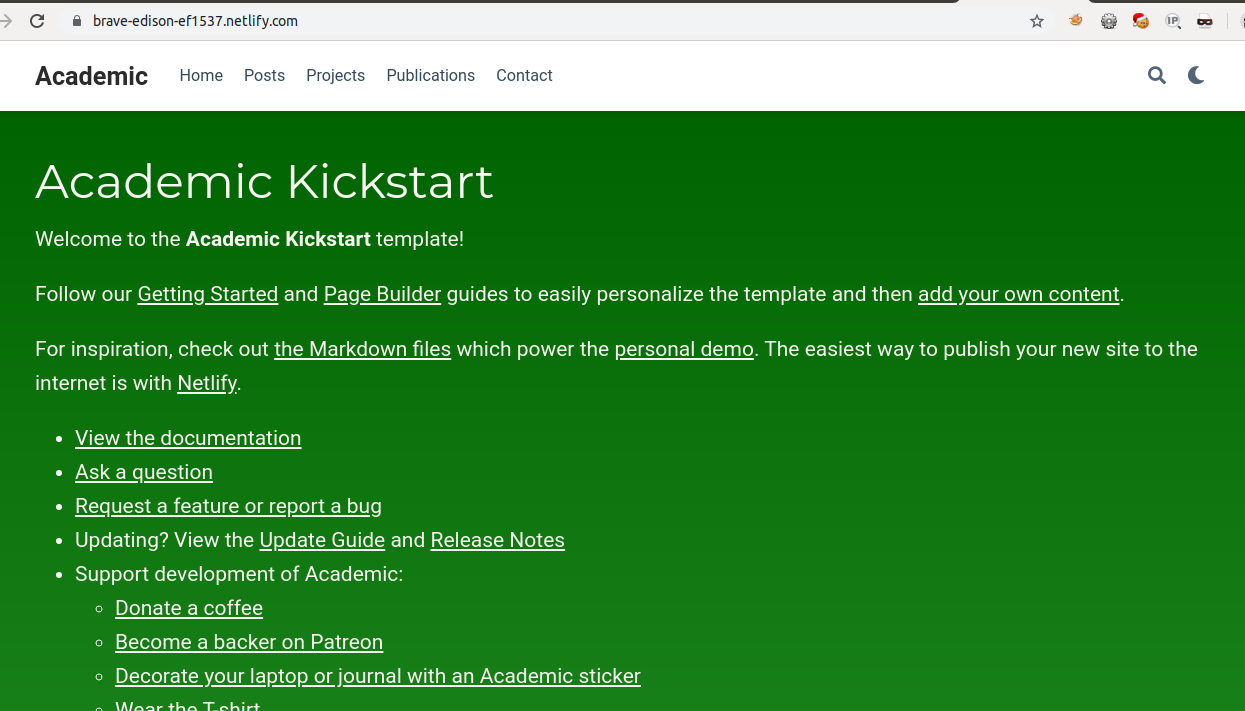 brave-edison-ef1537.netlify.com
IP
Academic Home Posts Projects Publications Contact
Academic Kickstart
Welcome to the Academic Kickstart template!
Follow our Getting Started and Page Builder guides to easily personalize the template and then add your own content.
For inspiration, check out the Markdown files which power the personal demo. The easiest way to publish your new site to the
internet is with Netlify.
• View the documentation
• Ask a question
• Request a feature or report a bug
• Updating? View the Update Guide and Release Notes
• Support development of Academic:
◦ Donate a coffee
◦ Become a backer on Patreon
◦ Decorate your laptop or journal with an Academic sticker
◦ Wear the T-shirt